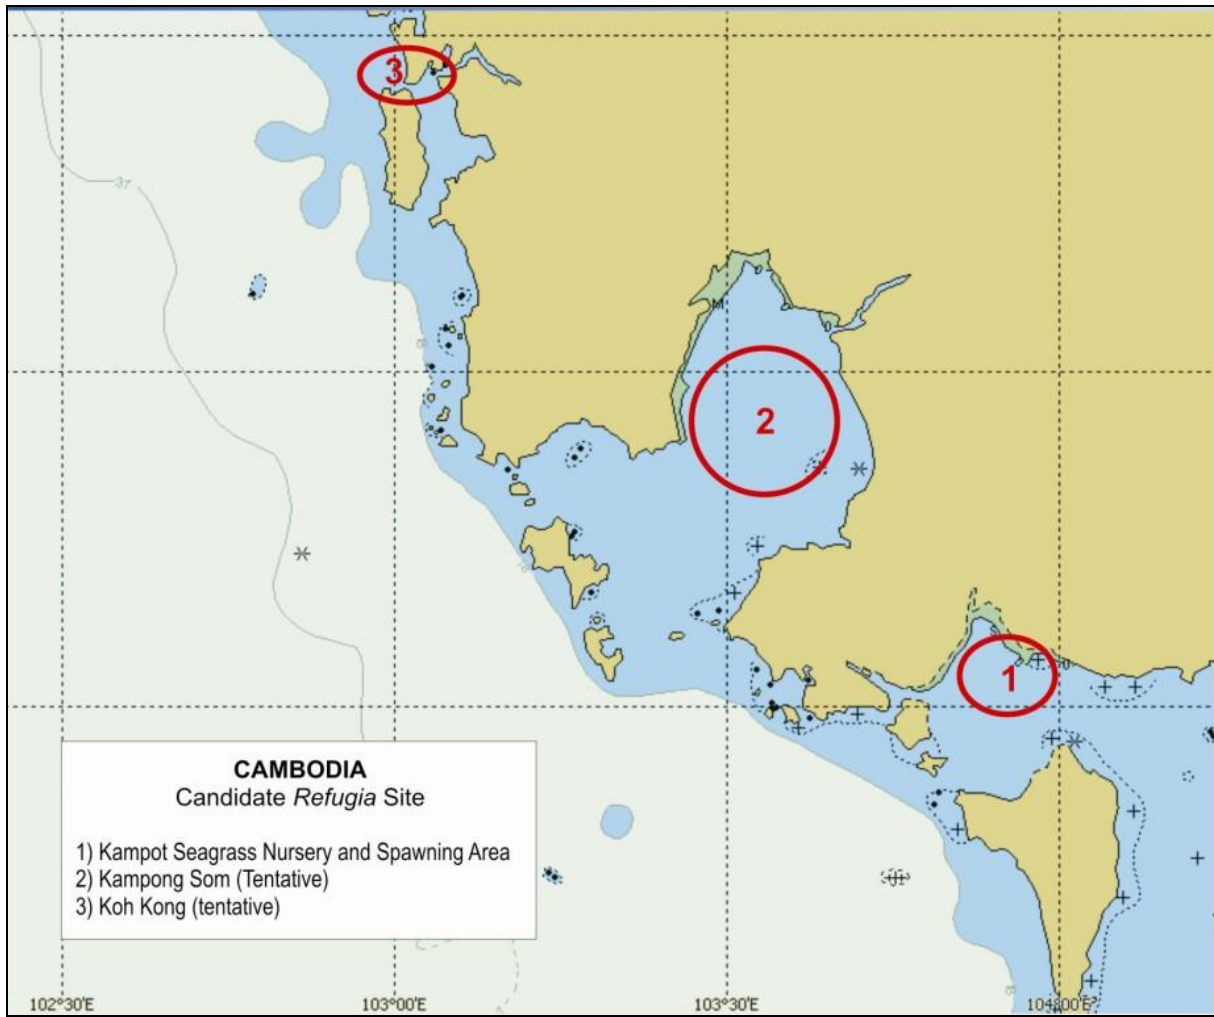 3
37
M
2
S
1
CAMBODIA
Candidate Refugia Site
1) Kampot Seagrass Nursery and Spawning Area
2) Kampong Som (Tentative)
3) Koh Kong (tentative)
102°30'E
103°00'E
103°30'E
104°00'E